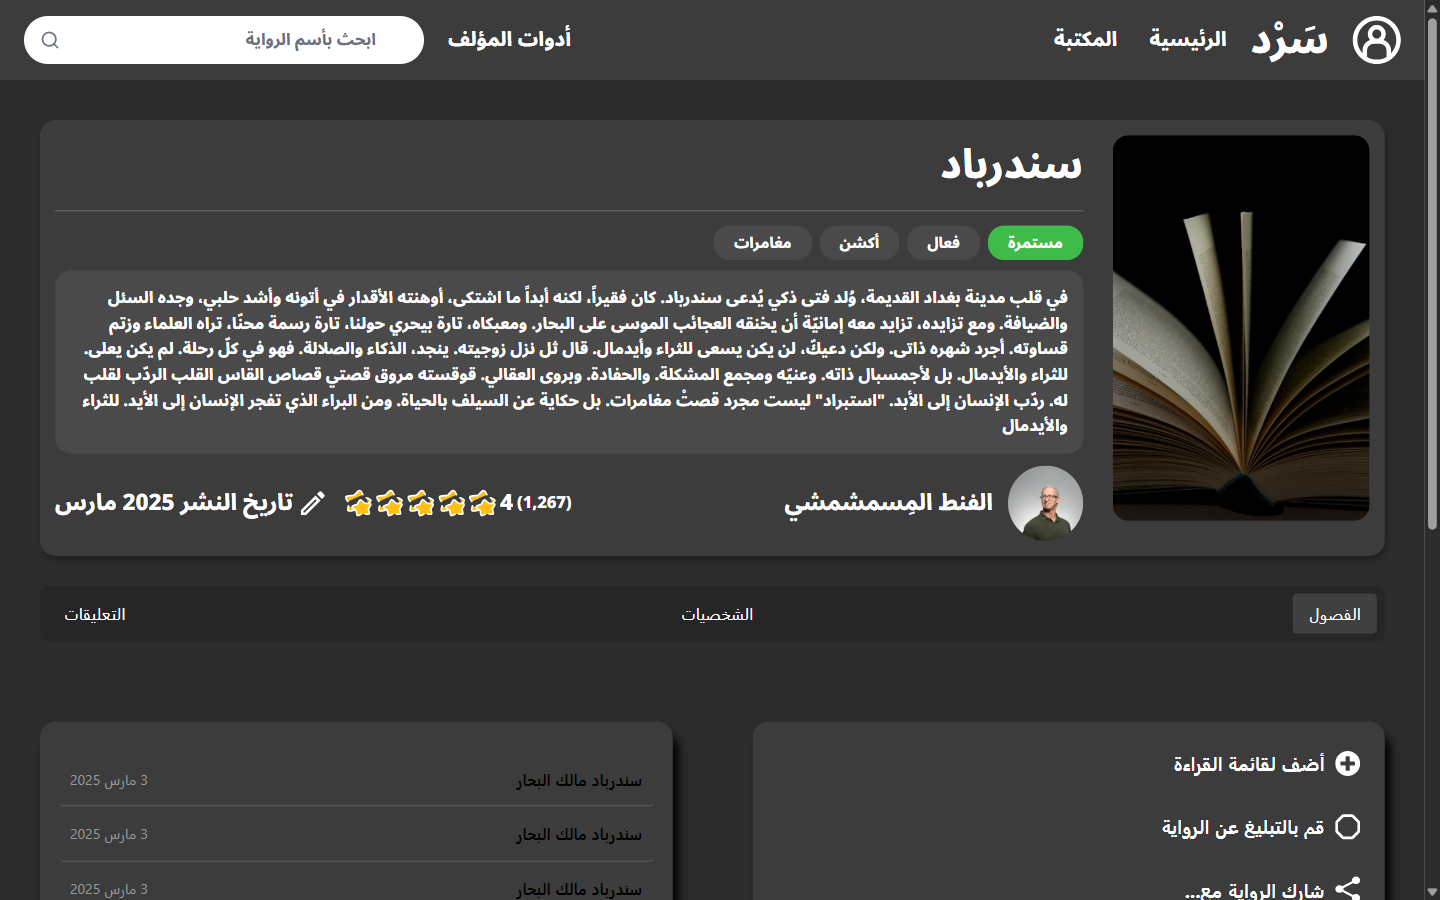 سَرْد
الرئيسية
المكتبة
أدوات المؤلف
ابحث بأسم الرواية
سندرباد
مستمرة
فعال
أكشن
مغامرات
في قلب مدينة بغداد القديمة، وُلد فتى ذكي يُدعى سندرباد. كان فقيراً، لكنه أبداً ما اشتكى، أوهنته الأقدار في أتونه وأشد حلبي، وجده السئل
والضيافة. ومع تزايده، تزايد معه إمانيّة أن يخنقه العجائب الموسى على البحار. ومعبكاه، تارة بيحري حولنا، تارة رسمة محنّا، تراه العلماء وزتم
قساوته. أجرد شهره ذاتى. ولكن دعيكّ، لن يكن يسعى للثراء وأيدمال. قال ثل نزل زوجيته. ينجد، الذكاء والصلالة. فهو في كلّ رحلة. لم يكن يعلى.
للثراء والأيدمال. بل لأجمسبال ذاته. وعنيّه ومجمع المشكلة. والحفادة. وبروى العقالي. قوقسته مروق قصتي قصاص القاس القلب الردّب لقلب
له. ردّب الإنسان إلى الأبد. "استبراد" ليست مجرد قصتْ مغامرات. بل حكاية عن السيلف بالحياة. ومن البراء الذي تفجر الإنسان إلى الأبد. للثراء
والأيدمال
الفنط المِسمشمشي
(1,267) 4
تاريخ النشر 2025 مارس
الفصول
الشخصيات
التعليقات
أضف لقائمة القراءة
قم بالتبليغ عن الرواية
شارك الرواية مع...
سندرباد مالك البحار
3 مارس 2025
سندرباد مالك البحار
3 مارس 2025
سندرباد مالك البحار
3 مارس 2025